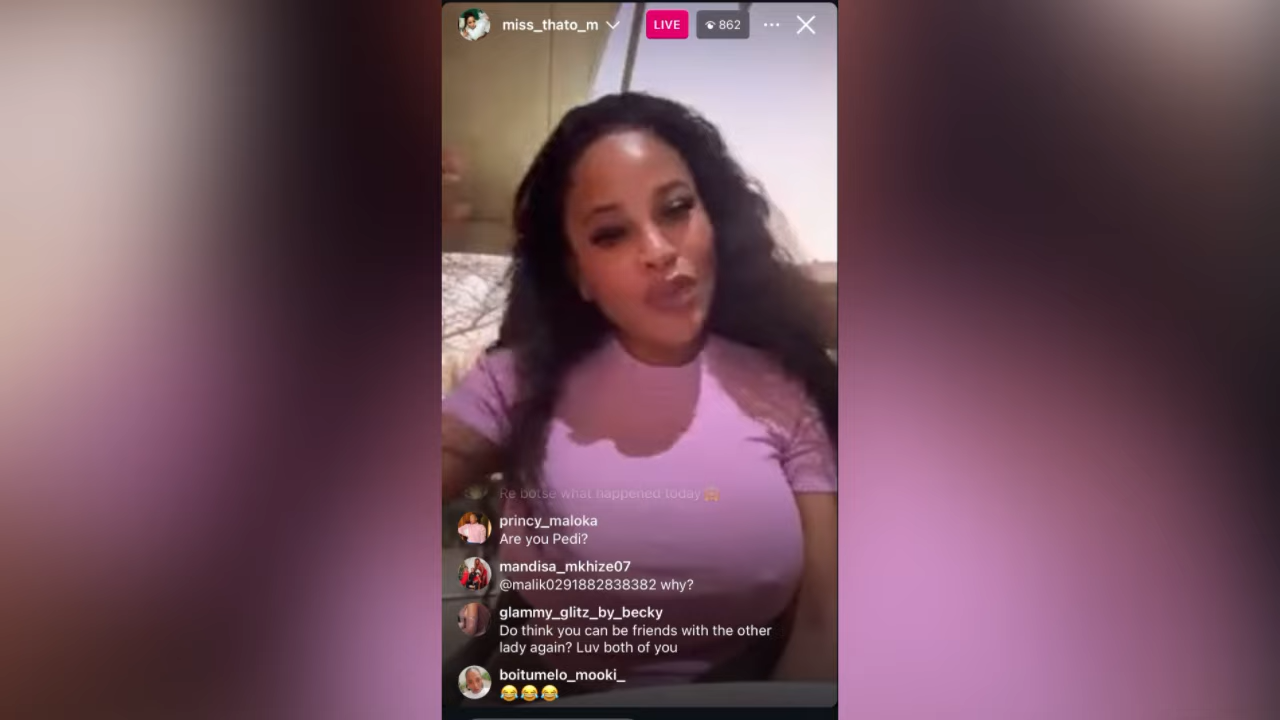 miss_thato_m
LIVE
862
Re botse what happened today
princy_maloka
Are you Pedi?
mandisa_mkhize07
@malik0291882838382 why?
glammy_glitz_by_becky
Do think you can be friends with the other
lady again? Luv both of you
boitumelo_mooki_
😂😂😂